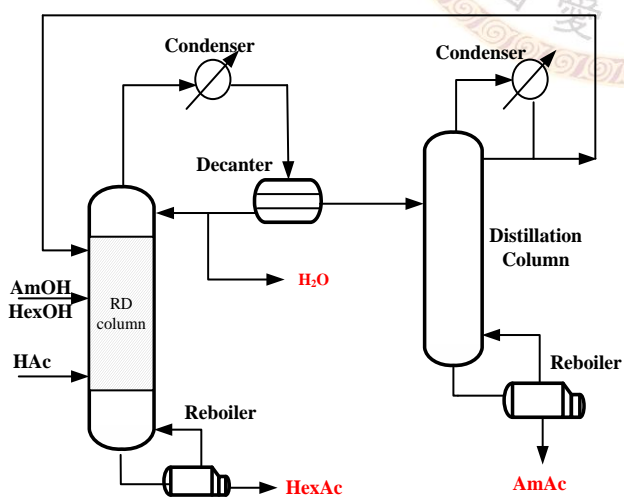 Condenser
Condenser
Decanter
Distillation
Column
H₂O
AmOH
HexOH
RD
column
HAc
Reboiler
Reboiler
HexAc
AmAc